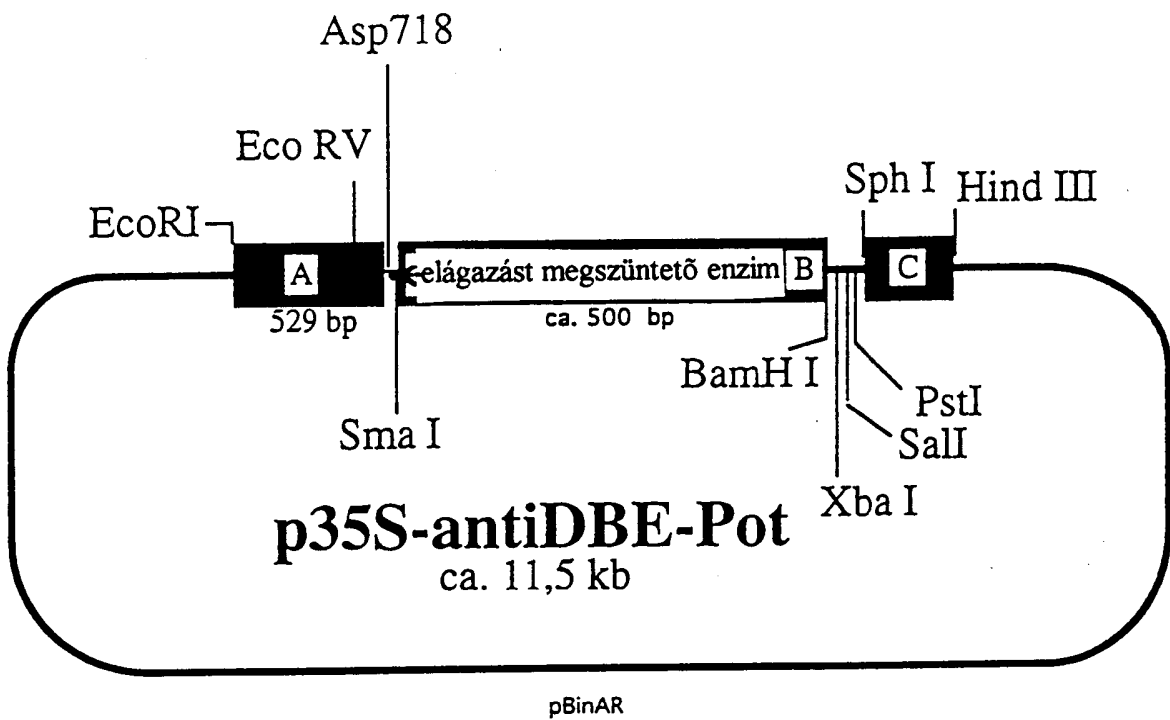 Asp718
Eco RV
Sph I
Hind III
EcoRI
A
elágazást megszüntetõ enzim
B
C
529 bp
ca. 500 bp
BamH I
PstI
Sma I
SalI
Xba I
p35S-antiDBE-Pot
ca. 11,5 kb
pBinAR